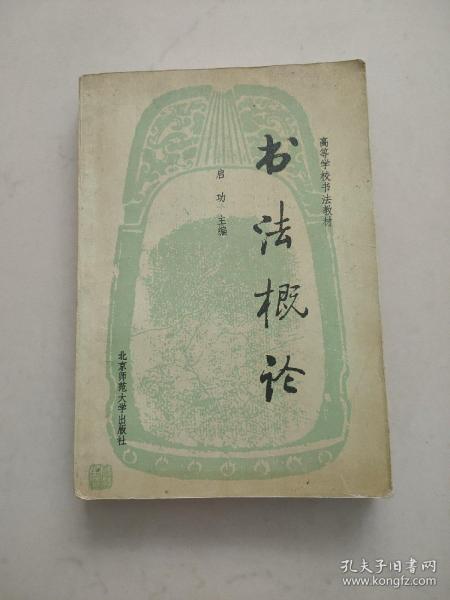 高等学校书法教材
书法概论
启功 主编
北京师范大学出版社
孔夫子旧书网
www.kongfz.com